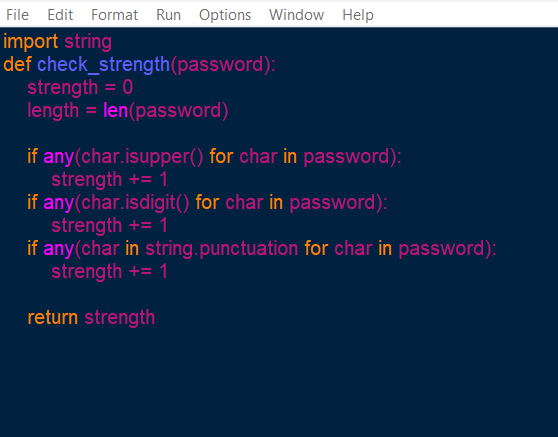 File Edit Format Run Options Window Help
import string
def check_strength(password):
    strength = 0
    length = len(password)

    if any(char.isupper() for char in password):
        strength += 1
    if any(char.isdigit() for char in password):
        strength += 1
    if any(char in string.punctuation for char in password):
        strength += 1

    return strength